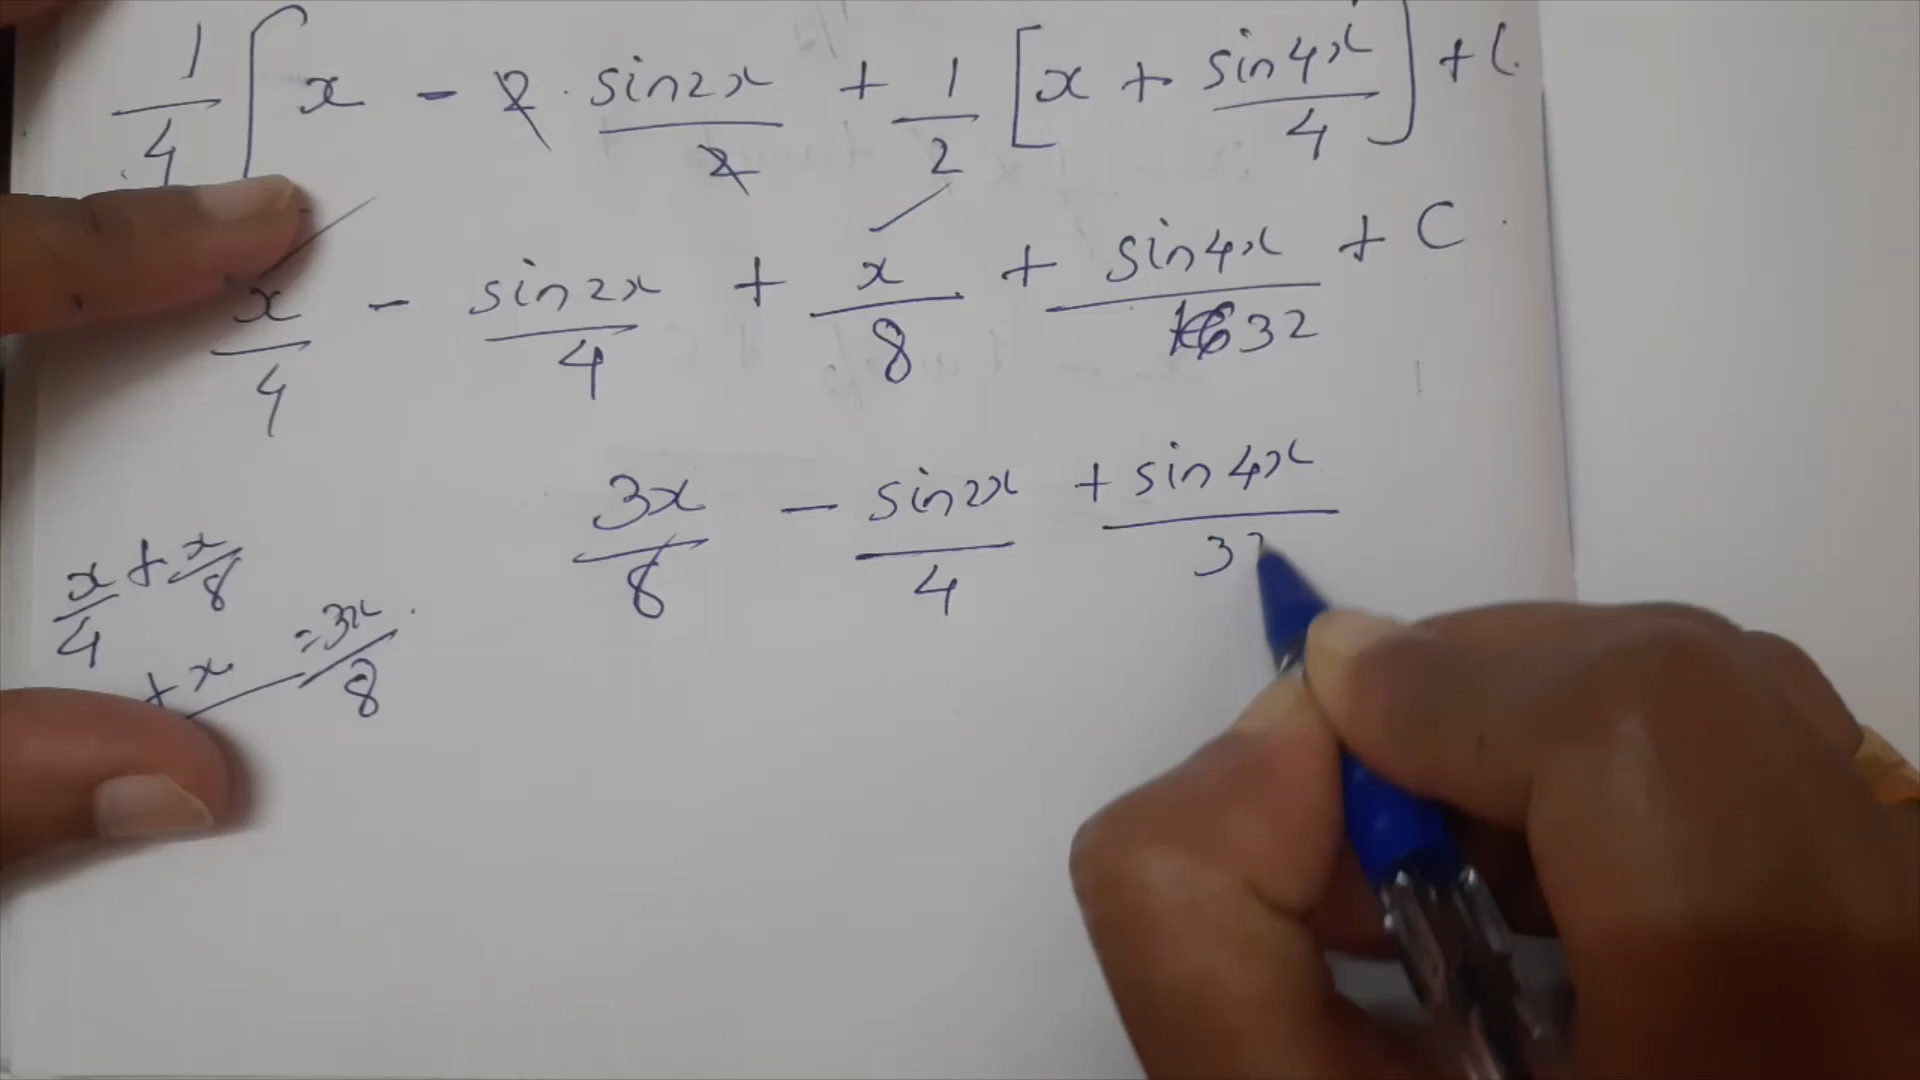 1/4 [ x - 2 . sin2x/2 + 1/2 [ x + sin4x/4 ] + C.
x/4 - sin2x/4 + x/8 + sin4x/32 + C.
3x/8 - sin2x/4 + sin4x/32
x/4 + x/8
+ x = 3x/8.